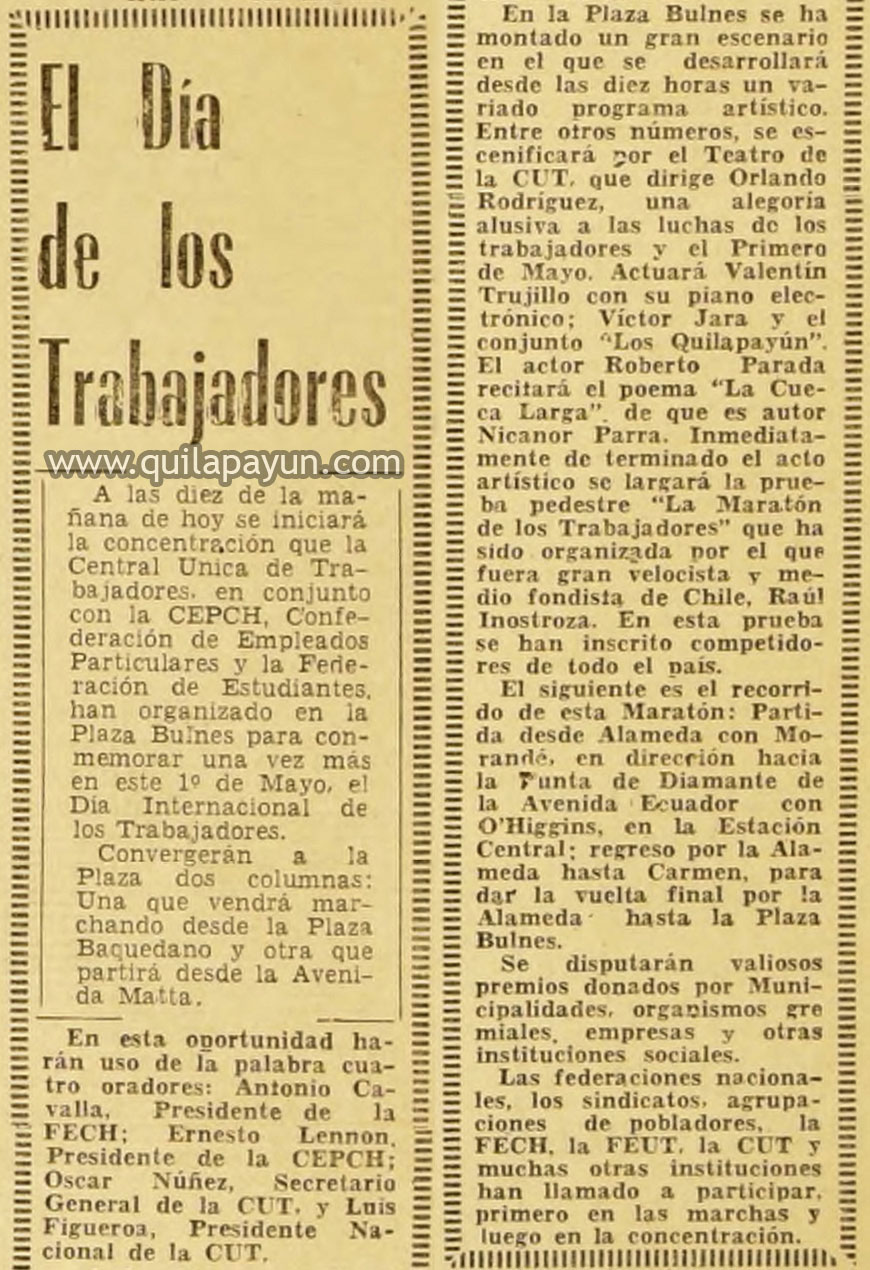 El Día
de los
Trabajadores
www.quilapayun.com
A las diez de la ma-
ñana de hoy se iniciará
la concentración que la
Central Unica de Tra-
bajadores, en conjunto
con la CEPCH, Confe-
deración de Empleados
Particulares y la Fede-
ración de Estudiantes,
han organizado en la
Plaza Bulnes para con-
memorar una vez más
en este 1º de Mayo, el
Día Internacional de
los Trabajadores.
Convergerán a la
Plaza dos columnas:
Una que vendrá mar-
chando desde la Plaza
Baquedano y otra que
partirá desde la Aveni-
da Matta.
En esta oportunidad ha-
rán uso de la palabra cua-
tro oradores: Antonio Ca-
valla, Presidente de la
FECH; Ernesto Lennon,
Presidente de la CEPCH;
Oscar Núñez, Secretario
General de la CUT, y Luis
Figueroa, Presidente Na-
cional de la CUT.
En la Plaza Bulnes se ha
montado un gran escenario
en el que se desarrollará
desde las diez horas un va-
riado programa artístico.
Entre otros números, se es-
cenificará por el Teatro de
la CUT, que dirige Orlando
Rodríguez, una alegoría
alusiva a las luchas de los
trabajadores y el Primero
de Mayo. Actuará Valentín
Trujillo con su piano elec-
trónico; Víctor Jara y el
conjunto "Los Quilapayún".
El actor Roberto Parada
recitará el poema "La Cue-
ca Larga", de que es autor
Nicanor Parra. Inmediata-
mente de terminado el acto
artístico se largará la prue-
ba pedestre "La Maratón
de los Trabajadores" que ha
sido organizada por el que
fuera gran velocista y me-
dio fondista de Chile, Raúl
Inostroza. En esta prueba
se han inscrito competido-
res de todo el país.
El siguiente es el recorri-
do de esta Maratón: Parti-
da desde Alameda con Mo-
randé, en dirección hacia
la Punta de Diamante de
la Avenida Ecuador con
O'Higgins, en la Estación
Central; regreso por la Ala-
meda hasta Carmen, para
dar la vuelta final por la
Alameda hasta la Plaza
Bulnes.
Se disputarán valiosos
premios donados por Muni-
cipalidades, organismos gre
miales, empresas y otras
instituciones sociales.
Las federaciones naciona-
les, los sindicatos, agrupa-
ciones de pobladores, la
FECH, la FEUT, la CUT y
muchas otras instituciones
han llamado a participar,
primero en las marchas y
luego en la concentración.